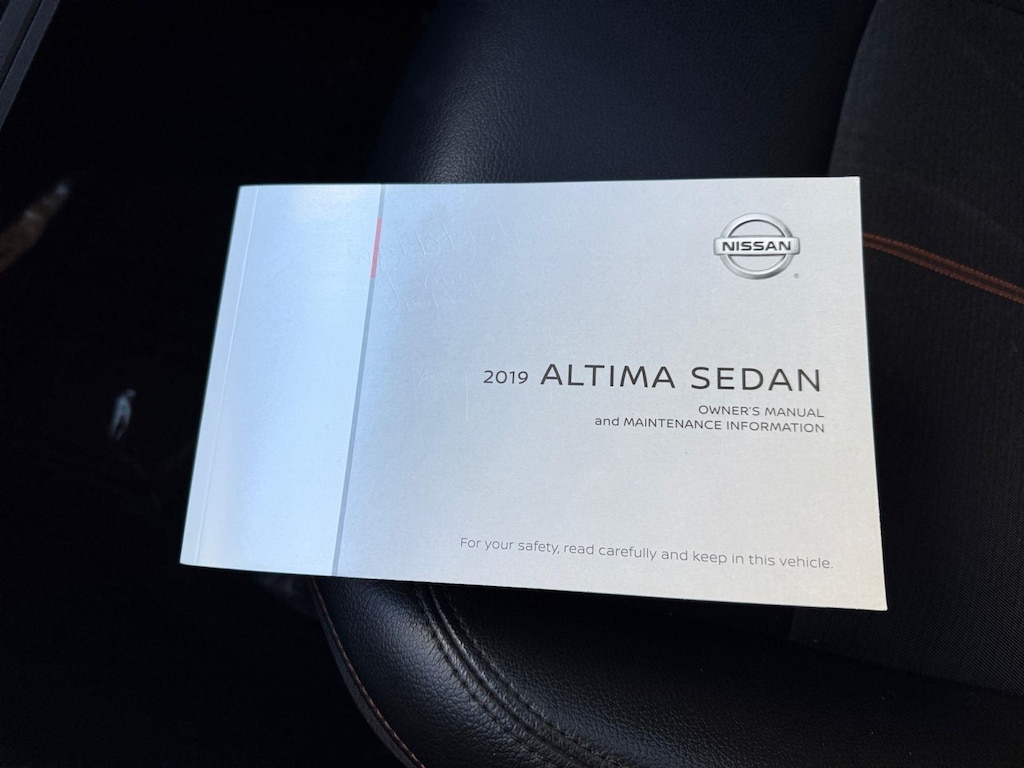 NISSAN
2019 ALTIMA SEDAN
OWNER'S MANUAL
and MAINTENANCE INFORMATION
For your safety, read carefully and keep in this vehicle.